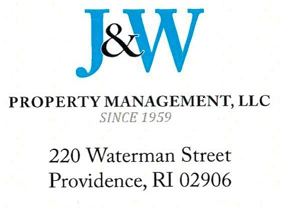 J&W
PROPERTY MANAGEMENT, LLC
SINCE 1959
220 Waterman Street
Providence, RI 02906